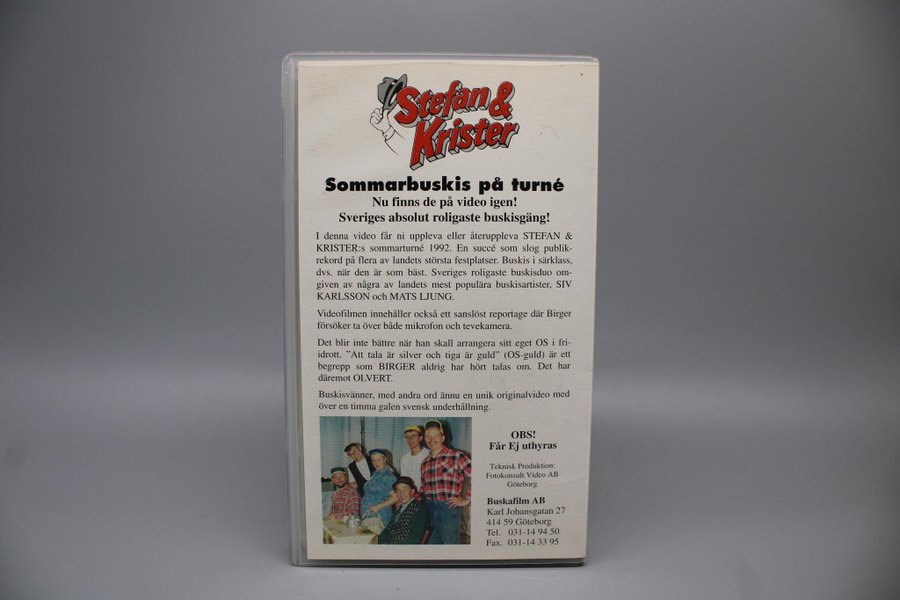 Stefan &
Krister
Sommarbuskis på turné
Nu finns de på video igen!
Sveriges absolut roligaste buskisgäng!
I denna video får ni uppleva eller återuppleva STEFAN &
KRISTER:s sommarturné 1992. En succé som slog publik-
rekord på flera av landets största festplatser. Buskis i särklass,
dvs. när den är som bäst. Sveriges roligaste buskisduo om-
given av några av landets mest populära buskisartister, SIV
KARLSSON och MATS LJUNG.
Videofilmen innehåller också ett sanslöst reportage där Birger
försöker ta över både mikrofon och tevekamera.
Det blir inte bättre när han skall arrangera sitt eget OS i fri-
idrott. ”Att tala är silver och tiga är guld” (OS-guld) är ett
begrepp som BIRGER aldrig har hört talas om. Det har
däremot OLVERT.
Buskisvänner, med andra ord ännu en unik originalvideo med
över en timma galen svensk underhållning.
OBS!
Får Ej uthyras
Teknisk Produktion:
Fotokonsult Video AB
Göteborg
Buskafilm AB
Karl Johansgatan 27
414 59 Göteborg
Tel. 031-14 94 50
Fax. 031-14 33 95